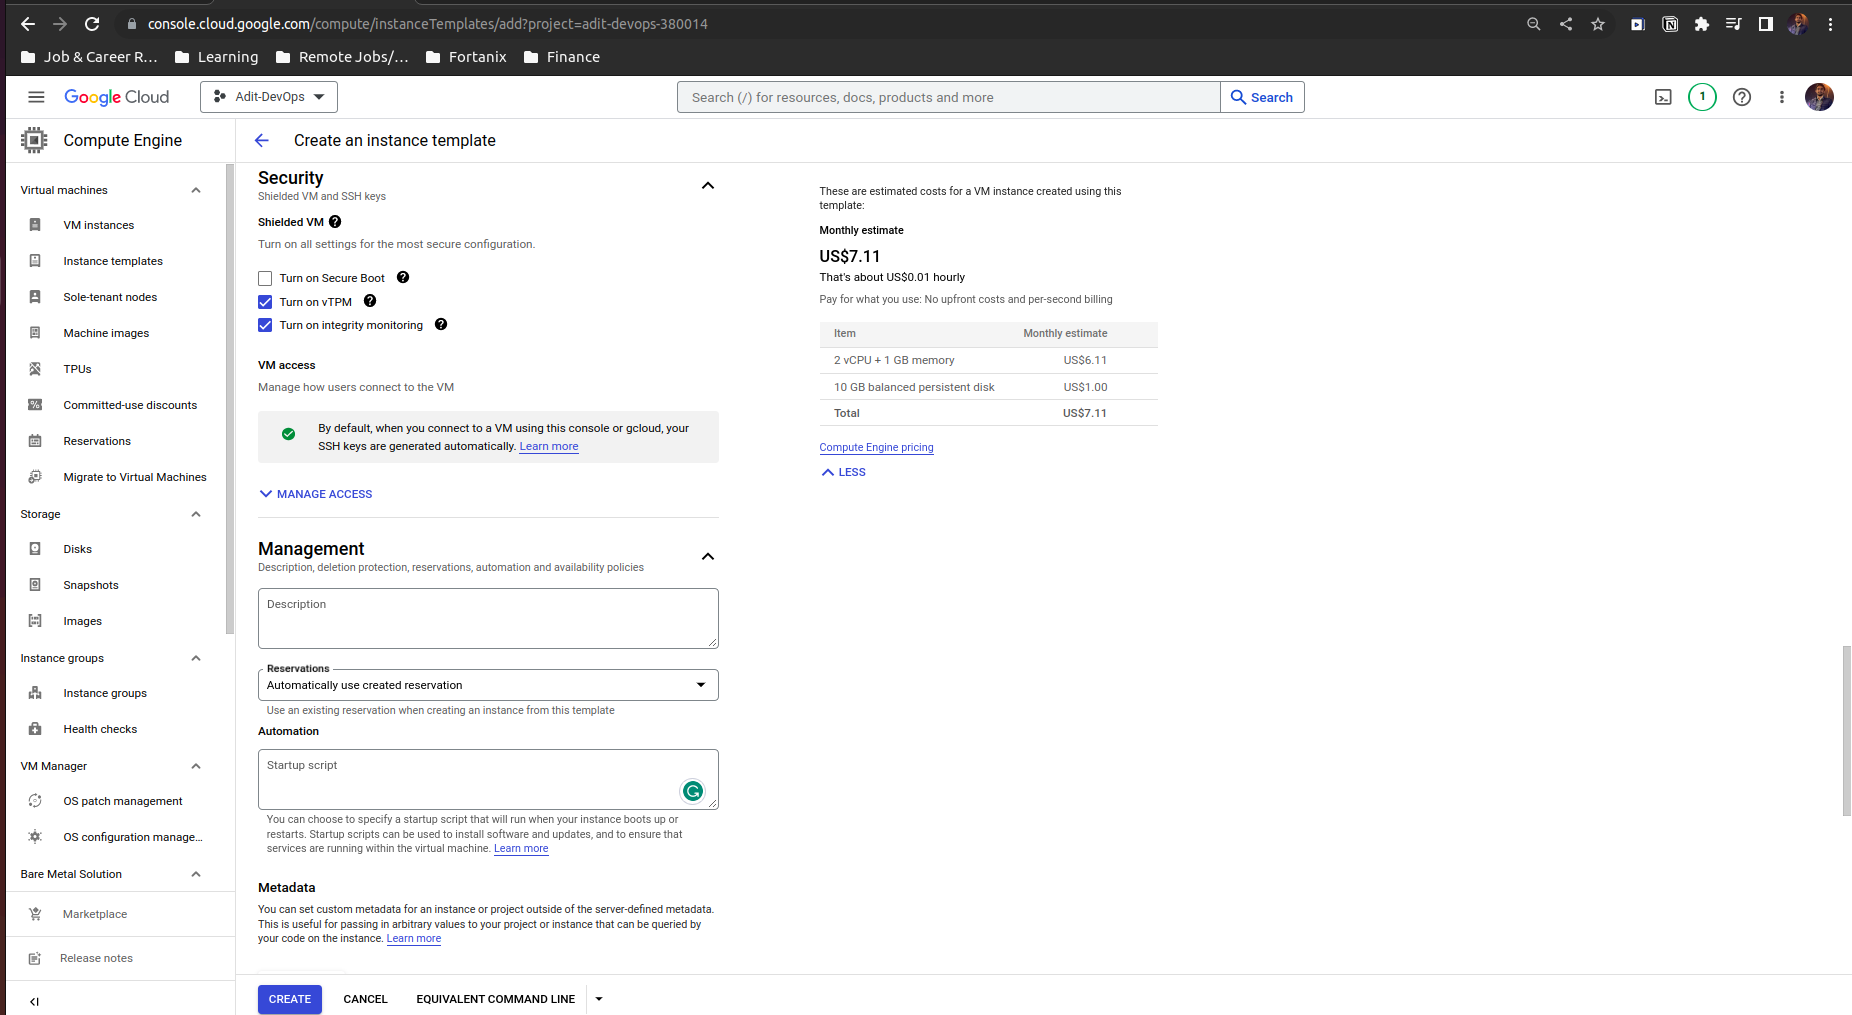 console.cloud.google.com/compute/instanceTemplates/add?project=adit-devops-380014
Job & Career R...
Learning
Remote Jobs/...
Fortanix
Finance
Google Cloud
Adit-DevOps
Search (/) for resources, docs, products and more
Search
1
Compute Engine
Create an instance template
Virtual machines
VM instances
Instance templates
Sole-tenant nodes
Machine images
TPUs
Committed-use discounts
Reservations
Migrate to Virtual Machines
Storage
Disks
Snapshots
Images
Instance groups
Instance groups
Health checks
VM Manager
OS patch management
OS configuration manage...
Bare Metal Solution
Marketplace
Release notes
Security
Shielded VM and SSH keys
Shielded VM
Turn on all settings for the most secure configuration.
Turn on Secure Boot
Turn on vTPM
Turn on integrity monitoring
VM access
Manage how users connect to the VM
By default, when you connect to a VM using this console or gcloud, your
SSH keys are generated automatically. Learn more
MANAGE ACCESS
Management
Description, deletion protection, reservations, automation and availability policies
Description
Reservations
Automatically use created reservation
Use an existing reservation when creating an instance from this template
Automation
Startup script
You can choose to specify a startup script that will run when your instance boots up or
restarts. Startup scripts can be used to install software and updates, and to ensure that
services are running within the virtual machine. Learn more
Metadata
You can set custom metadata for an instance or project outside of the server-defined metadata.
This is useful for passing in arbitrary values to your project or instance that can be queried by
your code on the instance. Learn more
CREATE
CANCEL
EQUIVALENT COMMAND LINE
These are estimated costs for a VM instance created using this
template:
Monthly estimate
US$7.11
That's about US$0.01 hourly
Pay for what you use: No upfront costs and per-second billing
Item Monthly estimate
2 vCPU + 1 GB memory US$6.11
10 GB balanced persistent disk US$1.00
Total US$7.11
Compute Engine pricing
LESS